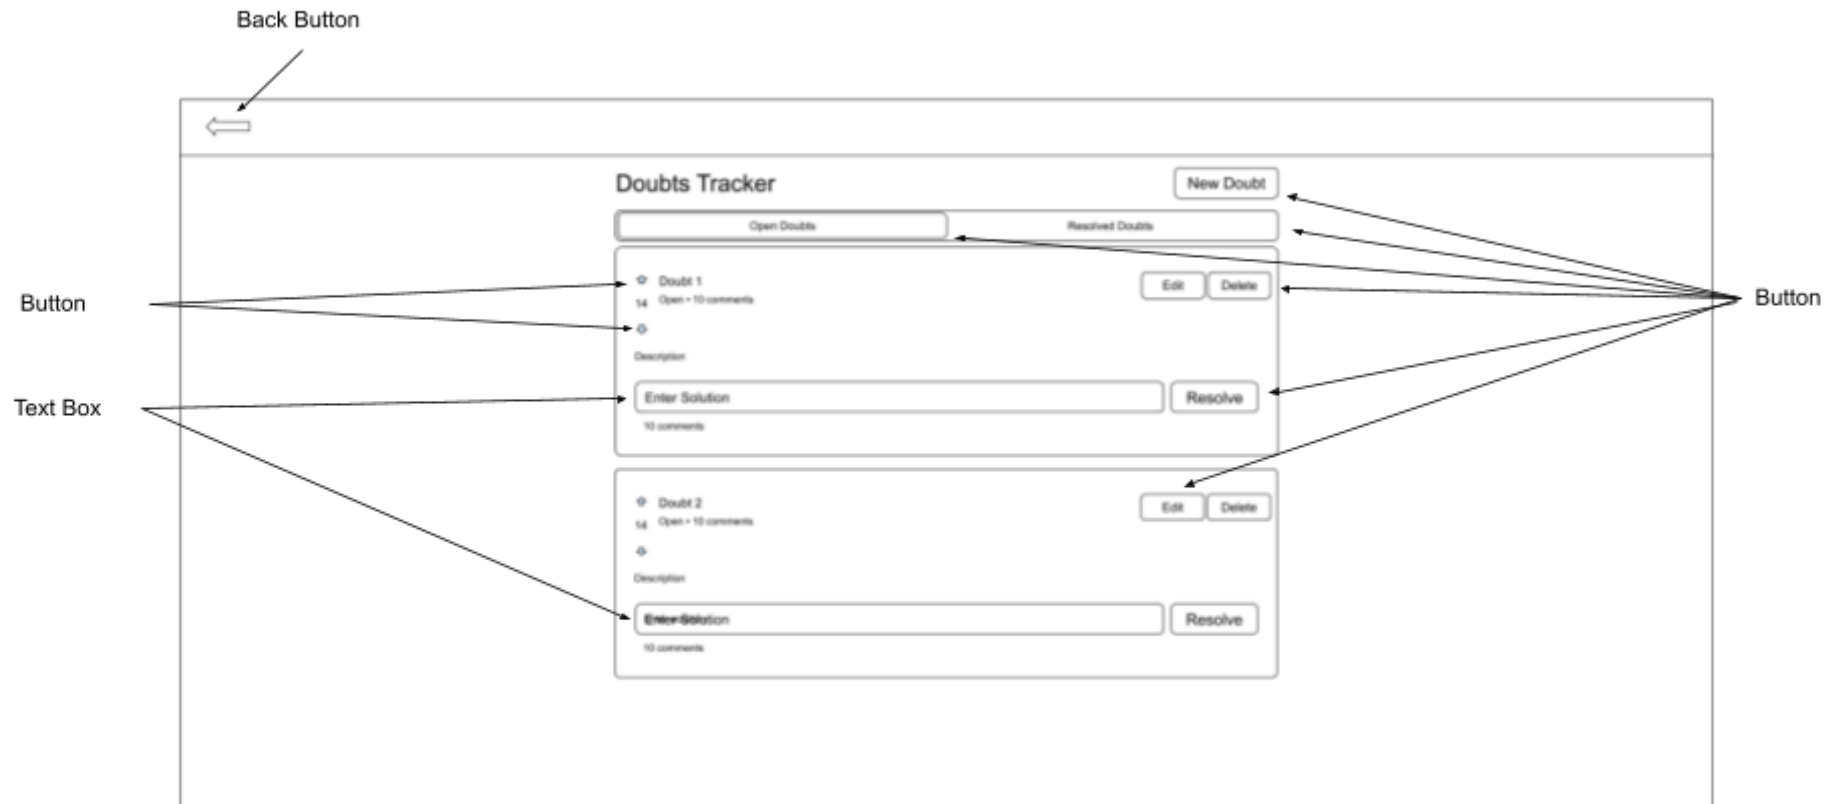 Back Button
Doubts Tracker
New Doubt
Open Doubts
Resolved Doubts
Doubt 1
Edit
Delete
14
Open • 10 comments
Button
Button
Description
Text Box
Enter Solution
Resolve
10 comments
Doubt 2
Edit
Delete
14
Open • 10 comments
Description
Enter Solution
Resolve
10 comments